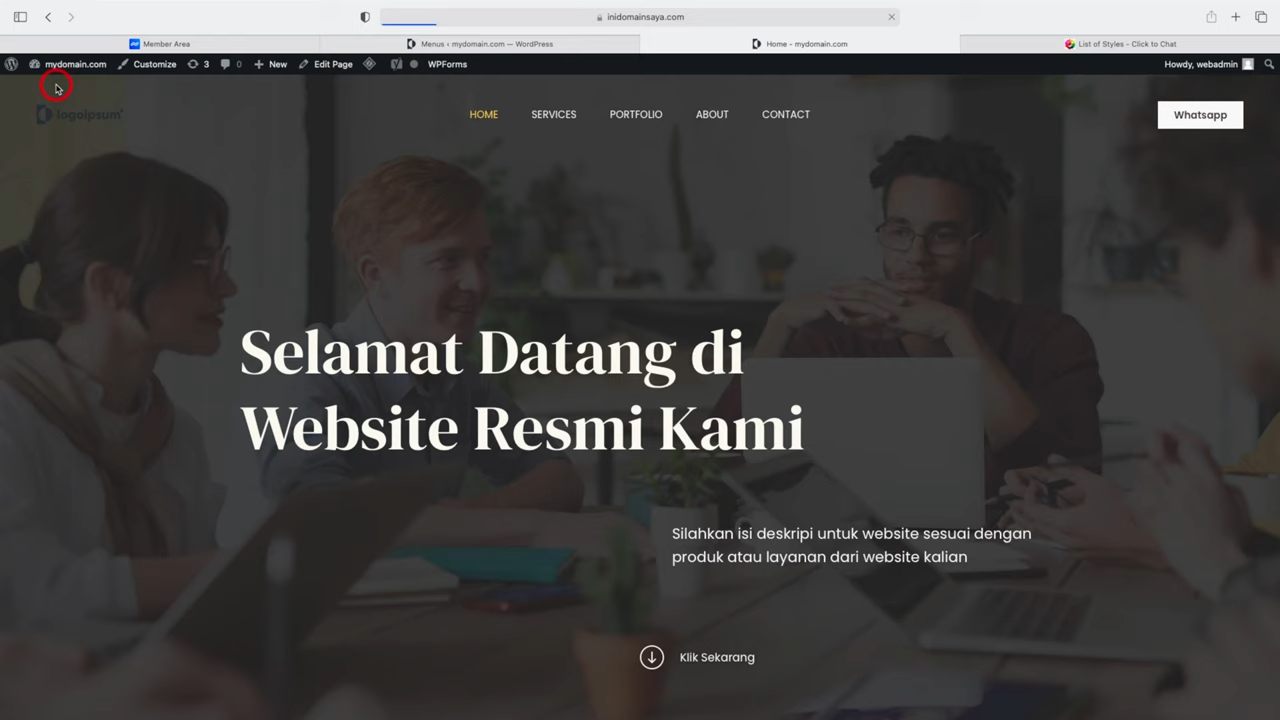 inidomainsaya.com
Member Area
Menus ‹ mydomain.com — WordPress
Home - mydomain.com
List of Styles - Click to Chat
mydomain.com
Customize
3
0
New
Edit Page
WPForms
Howdy, webadmin
logoipsum
HOME
SERVICES
PORTFOLIO
ABOUT
CONTACT
Whatsapp
Selamat Datang di
Website Resmi Kami
Silahkan isi deskripi untuk website sesuai dengan
produk atau layanan dari website kalian
Klik Sekarang